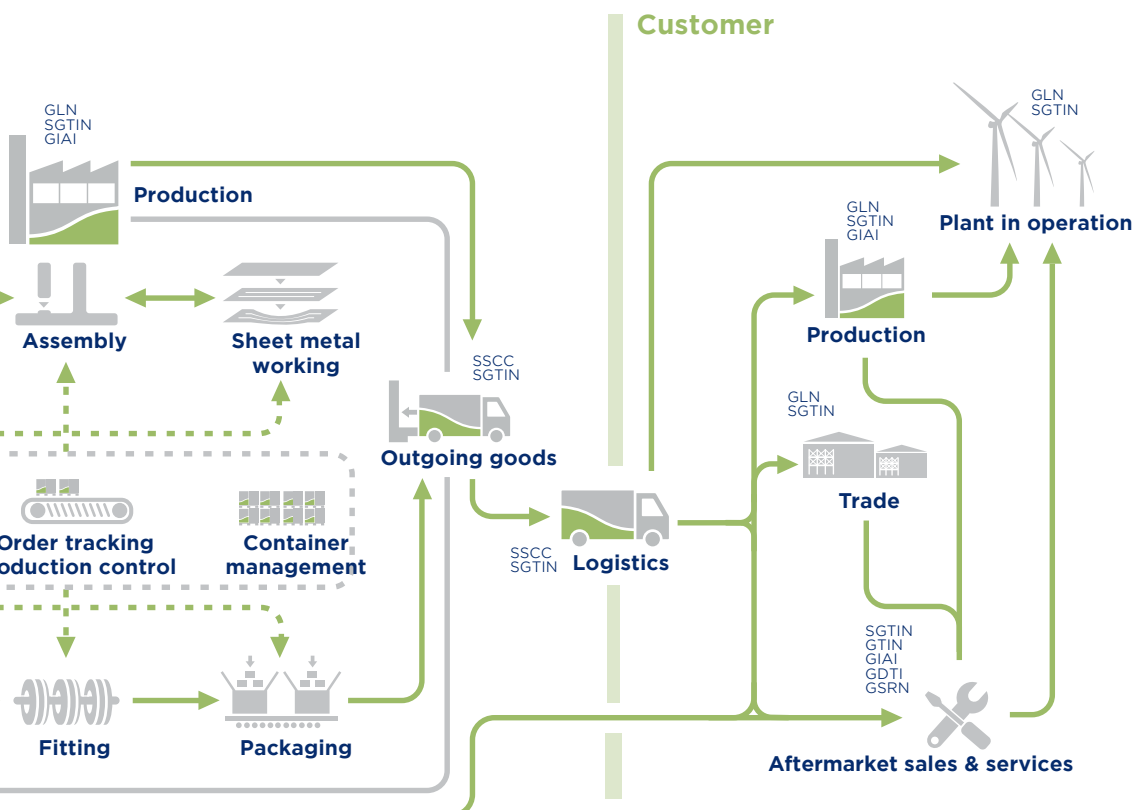 Customer
GLN
SGTIN
GIAI
Production
GLN
SGTIN
Plant in operation
GLN
SGTIN
GIAI
Production
Assembly
Sheet metal
working
SSCC
SGTIN
Outgoing goods
GLN
SGTIN
Trade
Order tracking
oduction control
Container
management
SSCC
SGTIN
Logistics
SGTIN
GTIN
GIAI
GDTI
GSRN
Fitting
Packaging
Aftermarket sales & services